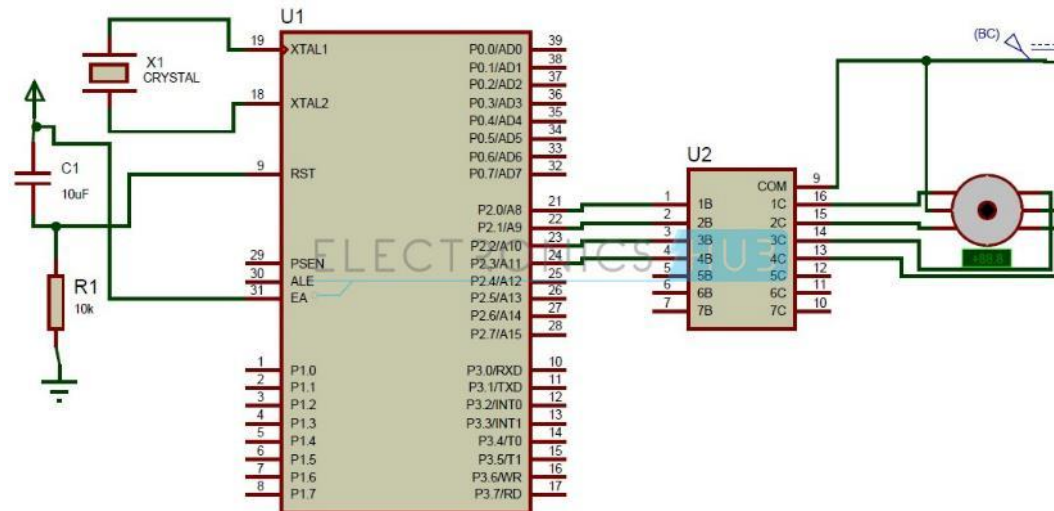 U1
19 XTAL1
18 XTAL2
9 RST
29 PSEN
30 ALE
31 EA
1 P1.0
2 P1.1
3 P1.2
4 P1.3
5 P1.4
6 P1.5
7 P1.6
8 P1.7
P0.0/AD0 39
P0.1/AD1 38
P0.2/AD2 37
P0.3/AD3 36
P0.4/AD4 35
P0.5/AD5 34
P0.6/AD6 33
P0.7/AD7 32
P2.0/A8 21
P2.1/A9 22
P2.2/A10 23
P2.3/A11 24
P2.4/A12 25
P2.5/A13 26
P2.6/A14 27
P2.7/A15 28
P3.0/RXD 10
P3.1/TXD 11
P3.2/INT0 12
P3.3/INT1 13
P3.4/T0 14
P3.5/T1 15
P3.6/WR 16
P3.7/RD 17
X1
CRYSTAL
C1
10uF
R1
10k
U2
COM 9
1 1B 1C 16
2 2B 2C 15
3 3B 3C 14
4 4B 4C 13
5 5B 5C 12
6 6B 6C 11
7 7B 7C 10
(BC)
+88.8
ELECTRONICS HUB